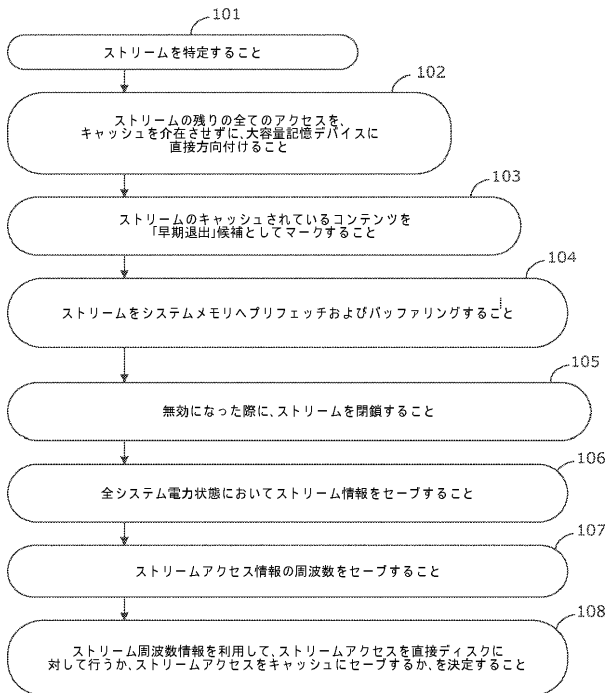 101
ストリームを特定すること
102
ストリームの残りの全てのアクセスを、
キャッシュを介在させずに、大容量記憶デバイスに
直接方向付けること
103
ストリームのキャッシュされているコンテンツを
「早期退出」候補としてマークすること
104
ストリームをシステムメモリへプリフェッチおよびバッファリングすること
105
無効になった際に、ストリームを閉鎖すること
106
全システム電力状態においてストリーム情報をセーブすること
107
ストリームアクセス情報の周波数をセーブすること
108
ストリーム周波数情報を利用して、ストリームアクセスを直接ディスクに
対して行うか、ストリームアクセスをキャッシュにセーブするか、を決定すること